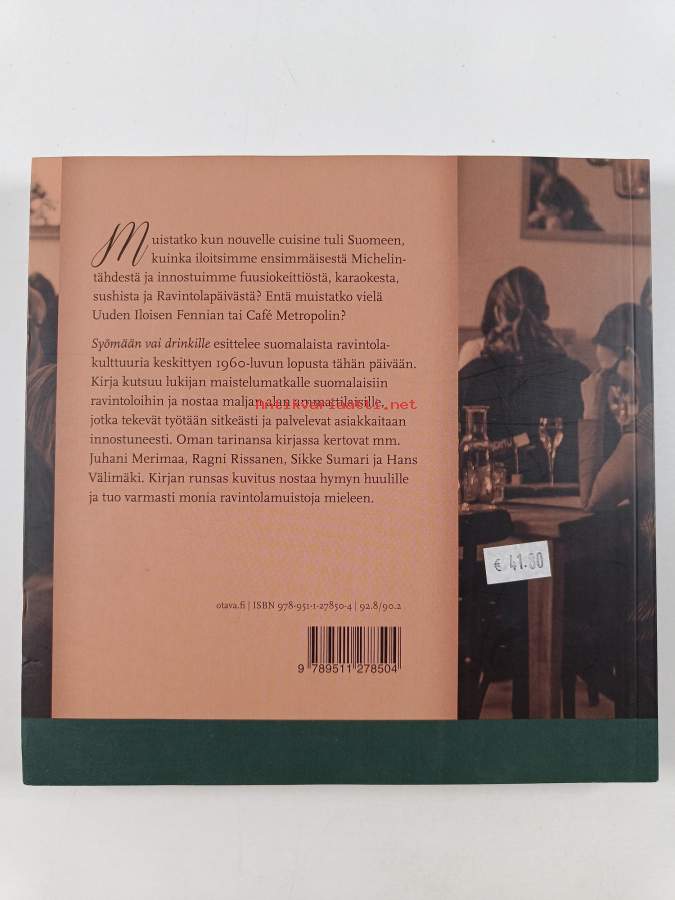 Muistatko kun nouvelle cuisine tuli Suomeen,
kuinka iloitsimme ensimmäisestä Michelin-
tähdestä ja innostuimme fuusiokeittiöstä, karaokesta,
sushista ja Ravintolapäivästä? Entä muistatko vielä
Uuden Iloisen Fennian tai Café Metropolin?
Syömään vai drinkille esittelee suomalaista ravintola-
kulttuuria keskittyen 1960-luvun lopusta tähän päivään.
Kirja kutsuu lukijan maistelumatkalle suomalaisiin
ravintoloihin ja nostaa maljan alan ammattilaisille,
antikvariaatti.net
jotka tekevät työtään sitkeästi ja palvelevat asiakkaitaan
innostuneesti. Oman tarinansa kirjassa kertovat mm.
Juhani Merimaa, Ragni Rissanen, Sikke Sumari ja Hans
Välimäki. Kirjan runsas kuvitus nostaa hymyn huulille
ja tuo varmasti monia ravintolamuistoja mieleen.
€ 41.80
otava.fi | ISBN 978-951-1-27850-4 | 92.8/90.2
9 789511 278504